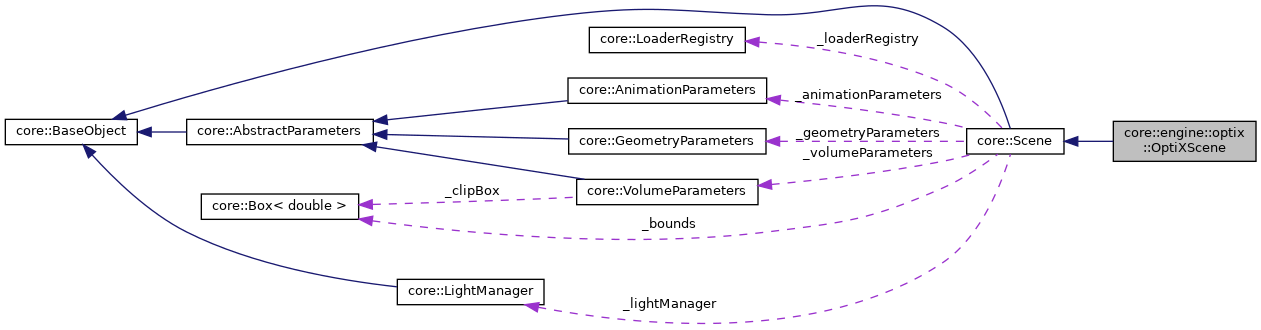 core::LoaderRegistry
_loaderRegistry
core::AnimationParameters
_animationParameters
core::BaseObject
core::AbstractParameters
core::GeometryParameters
_geometryParameters
core::Scene
core::engine::optix
::OptiXScene
_volumeParameters
core::VolumeParameters
_clipBox
core::Box< double >
_bounds
core::LightManager
_lightManager